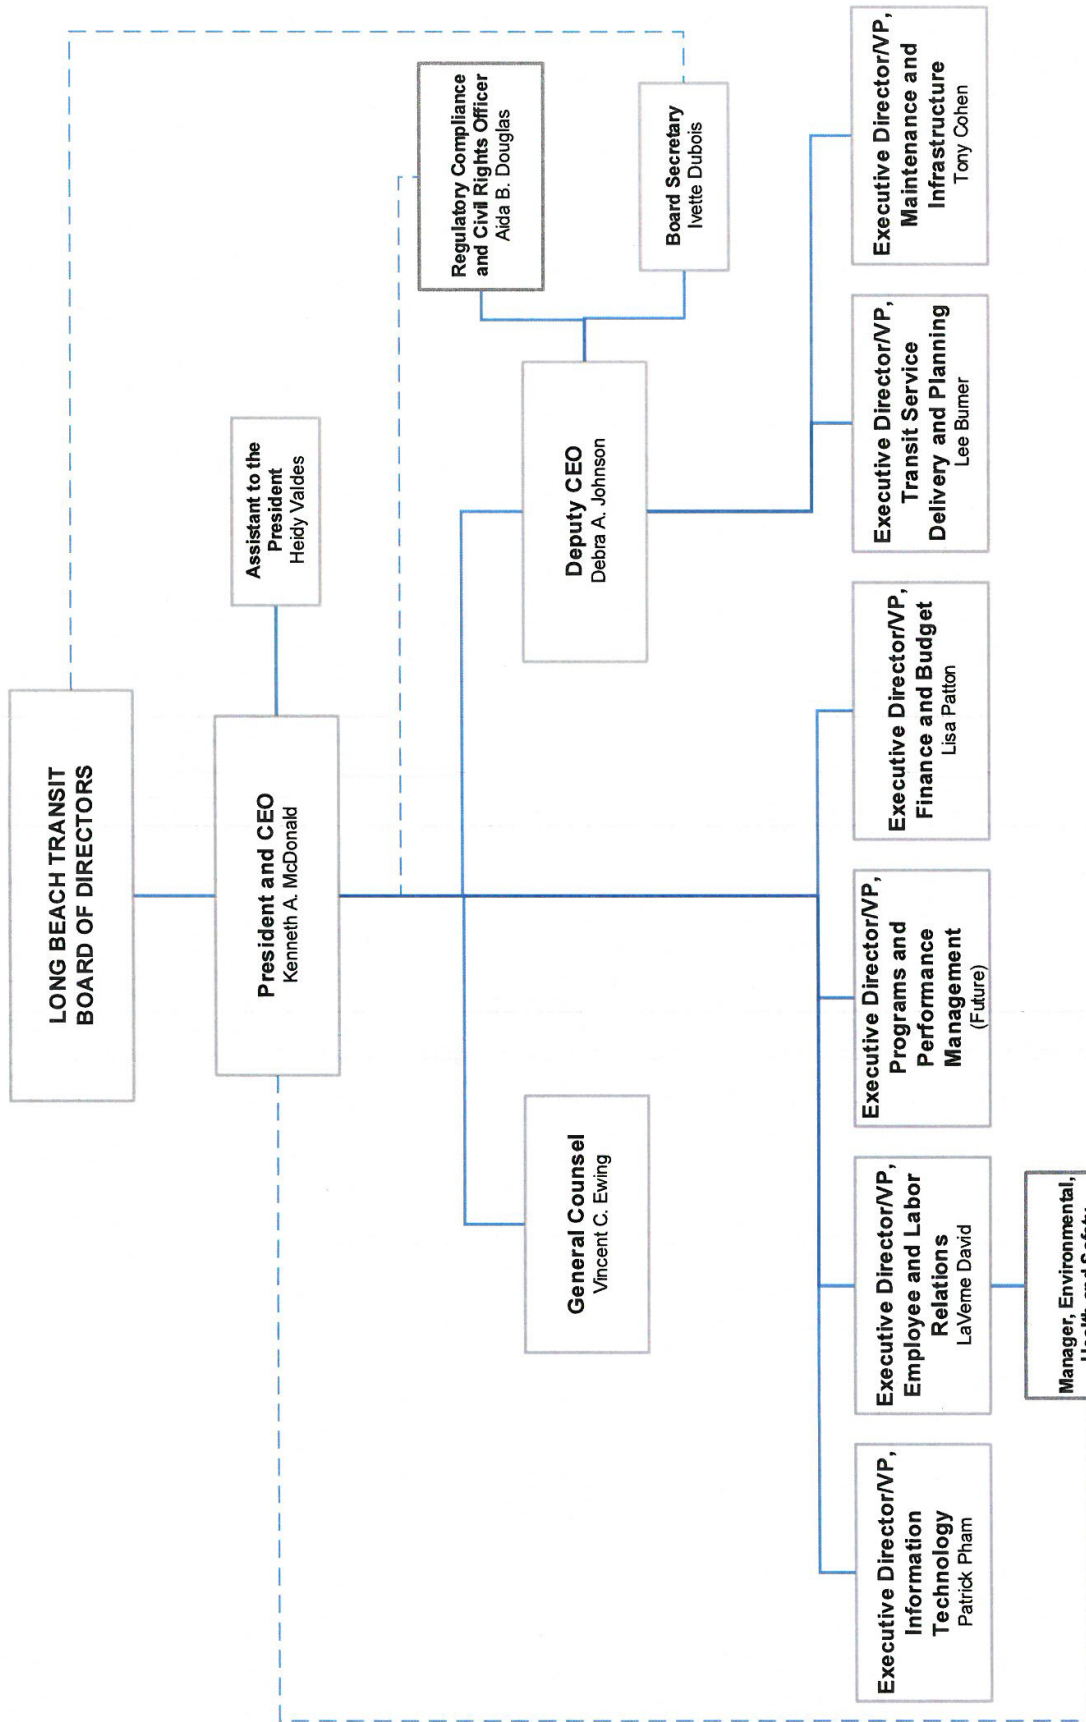 LONG BEACH TRANSIT
BOARD OF DIRECTORS
President and CEO
Kenneth A. McDonald
Assistant to the
President
Heidy Valdes
Regulatory Compliance
and Civil Rights Officer
Aida B. Douglas
General Counsel
Vincent C. Ewing
Deputy CEO
Debra A. Johnson
Board Secretary
Ivette Dubois
Executive Director/VP,
Information
Technology
Patrick Pham
Executive Director/VP,
Employee and Labor
Relations
LaVerne David
Executive Director/VP,
Programs and
Performance
Management
(Future)
Executive Director/VP,
Finance and Budget
Lisa Patton
Executive Director/VP,
Transit Service
Delivery and Planning
Lee Burner
Executive Director/VP,
Maintenance and
Infrastructure
Tony Cohen
Manager, Environmental,
Health and Safety